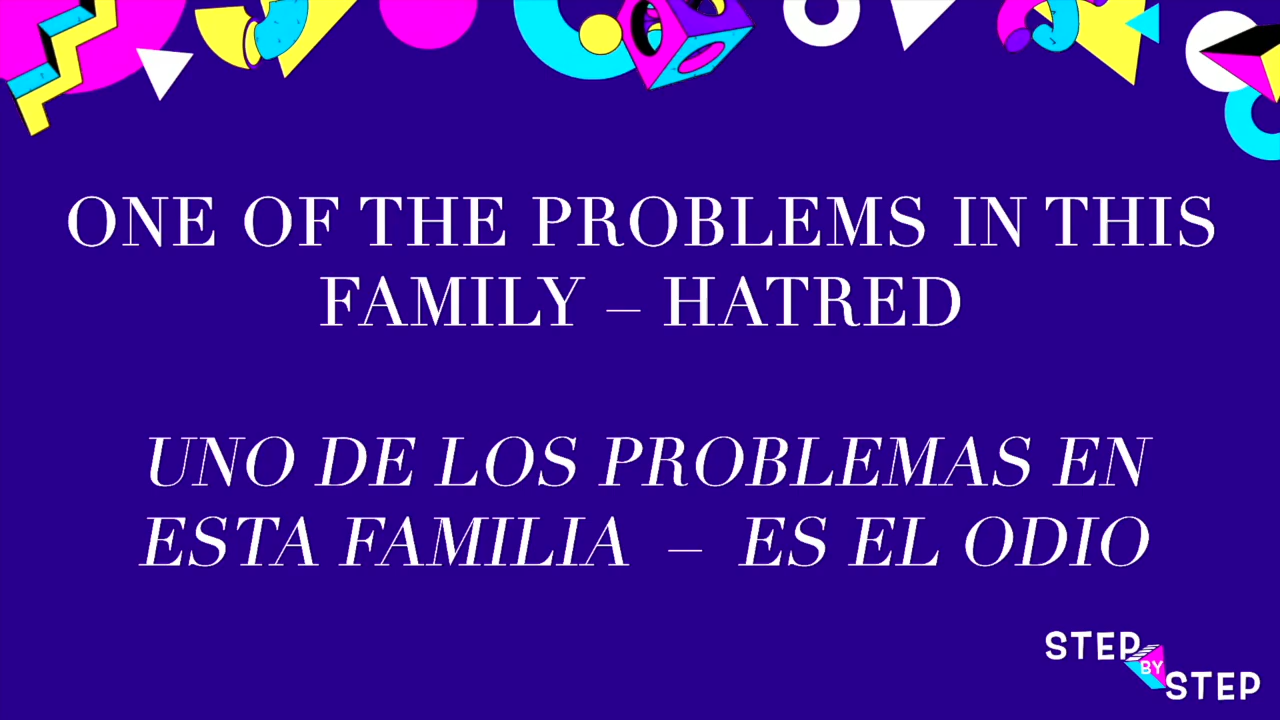 ONE OF THE PROBLEMS IN THIS
FAMILY – HATRED
UNO DE LOS PROBLEMAS EN
ESTA FAMILIA – ES EL ODIO
STEP
BY
STEP